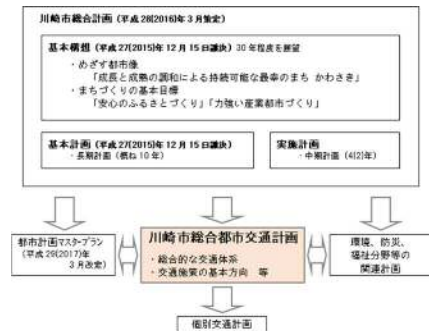 川崎市総合計画(平成28(2016)年3月策定)
基本構想(平成27(2015)年12月15日議決)30年程度を展望
・めざす都市像
「成長と成熟の調和による持続可能な最幸のまち かわさき」
・まちづくりの基本目標
「安心のふるさとづくり」「力強い産業都市づくり」
基本計画(平成27(2015)年12月15日議決)
・長期計画(概ね10年)
実施計画
・中期計画(4(2)年)
都市計画マスタープラン
(平成29(2017)年
3月改定)
川崎市総合都市交通計画
・総合的な交通体系
・交通施策の基本方向 等
環境、防災、
福祉分野等の
関連計画
個別交通計画